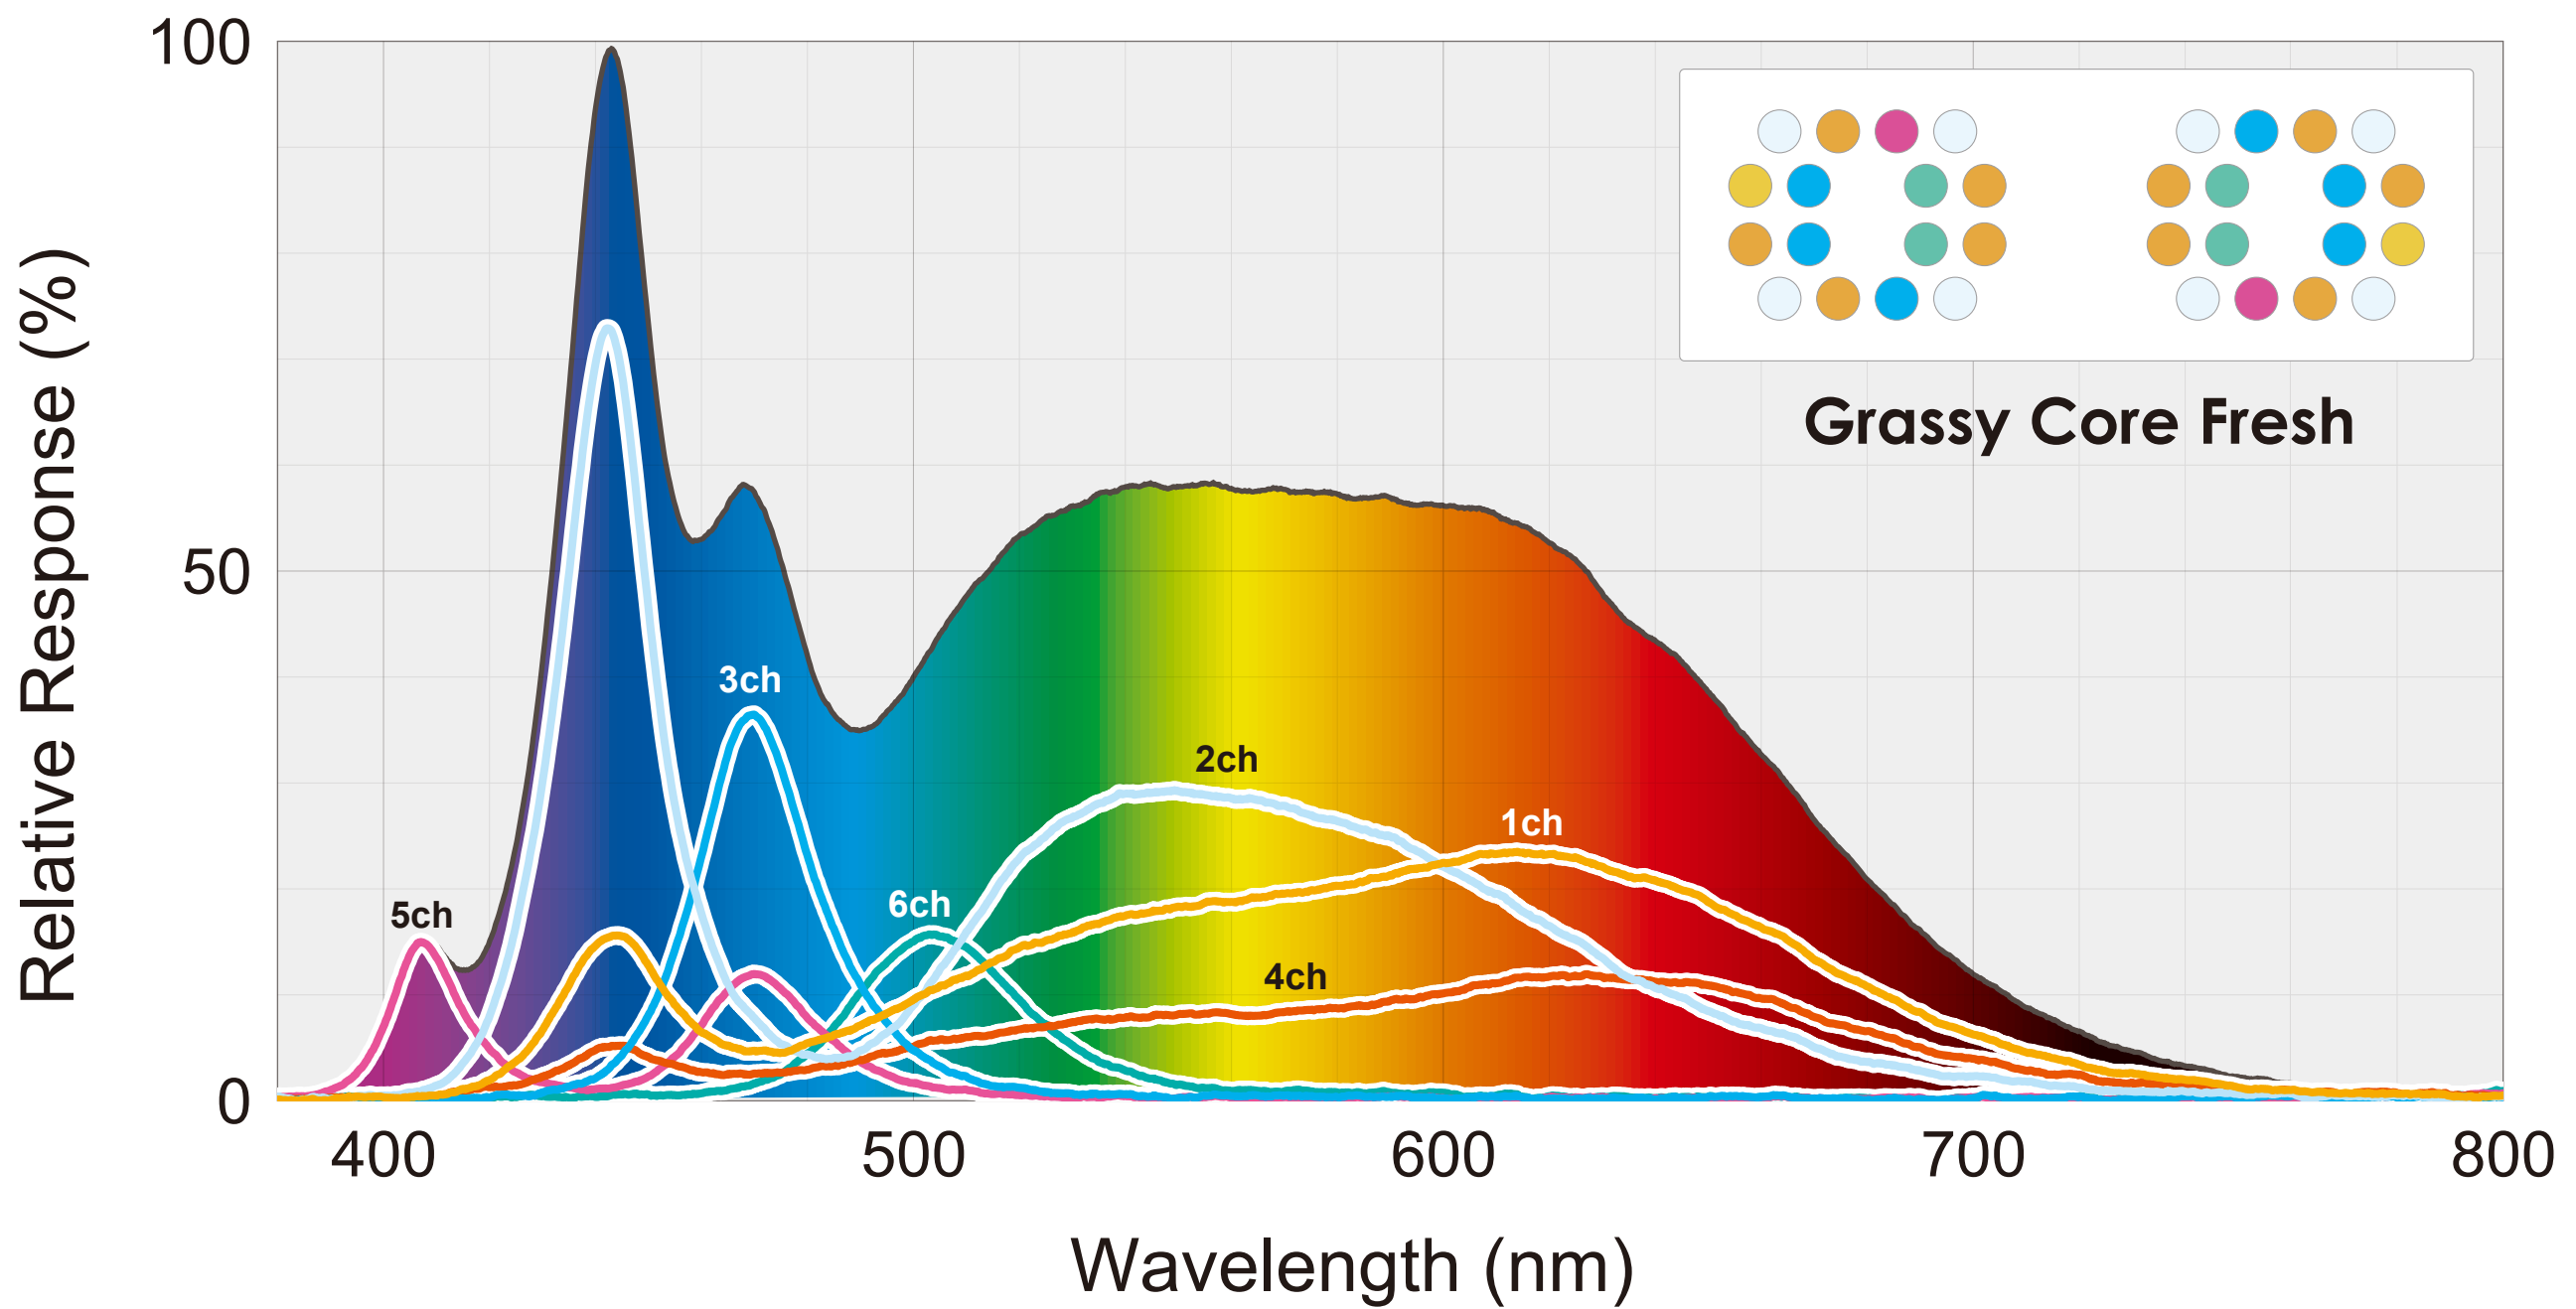 100
50
0
Relative Response (%)
Grassy Core Fresh
3ch
2ch
1ch
5ch
6ch
4ch
400 500 600 700 800
Wavelength (nm)